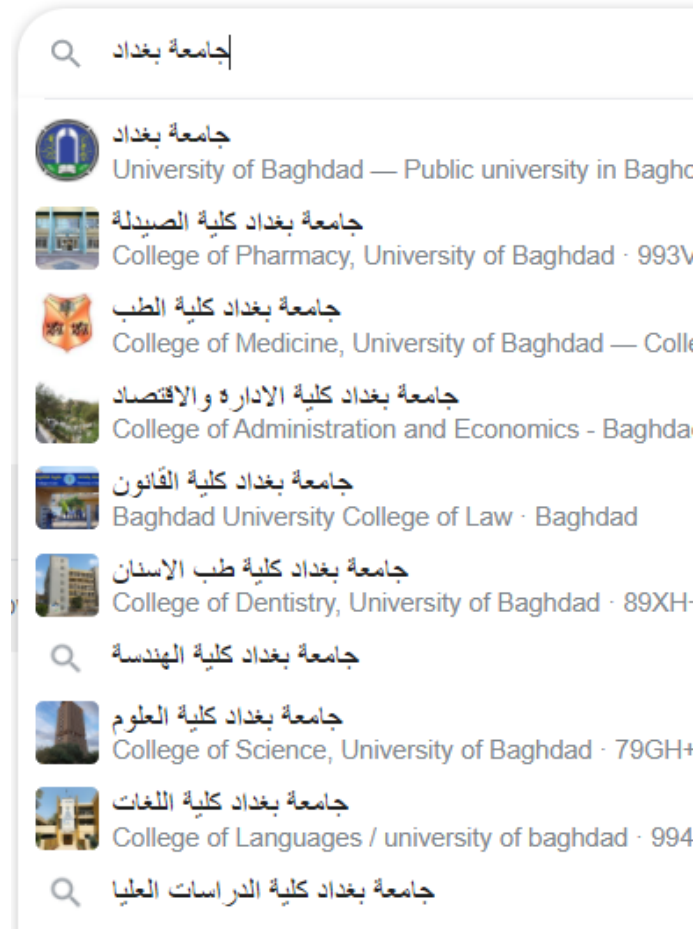 جامعة بغداد
جامعة بغداد
University of Baghdad — Public university in Baghd
جامعة بغداد كلية الصيدلة
College of Pharmacy, University of Baghdad · 993V
جامعة بغداد كلية الطب
College of Medicine, University of Baghdad — Colle
جامعة بغداد كلية الادارة والاقتصاد
College of Administration and Economics - Baghda
جامعة بغداد كلية القانون
Baghdad University College of Law · Baghdad
جامعة بغداد كلية طب الاسنان
College of Dentistry, University of Baghdad · 89XH+
جامعة بغداد كلية الهندسة
جامعة بغداد كلية العلوم
College of Science, University of Baghdad · 79GH+
جامعة بغداد كلية اللغات
College of Languages / university of baghdad · 994
جامعة بغداد كلية الدراسات العليا